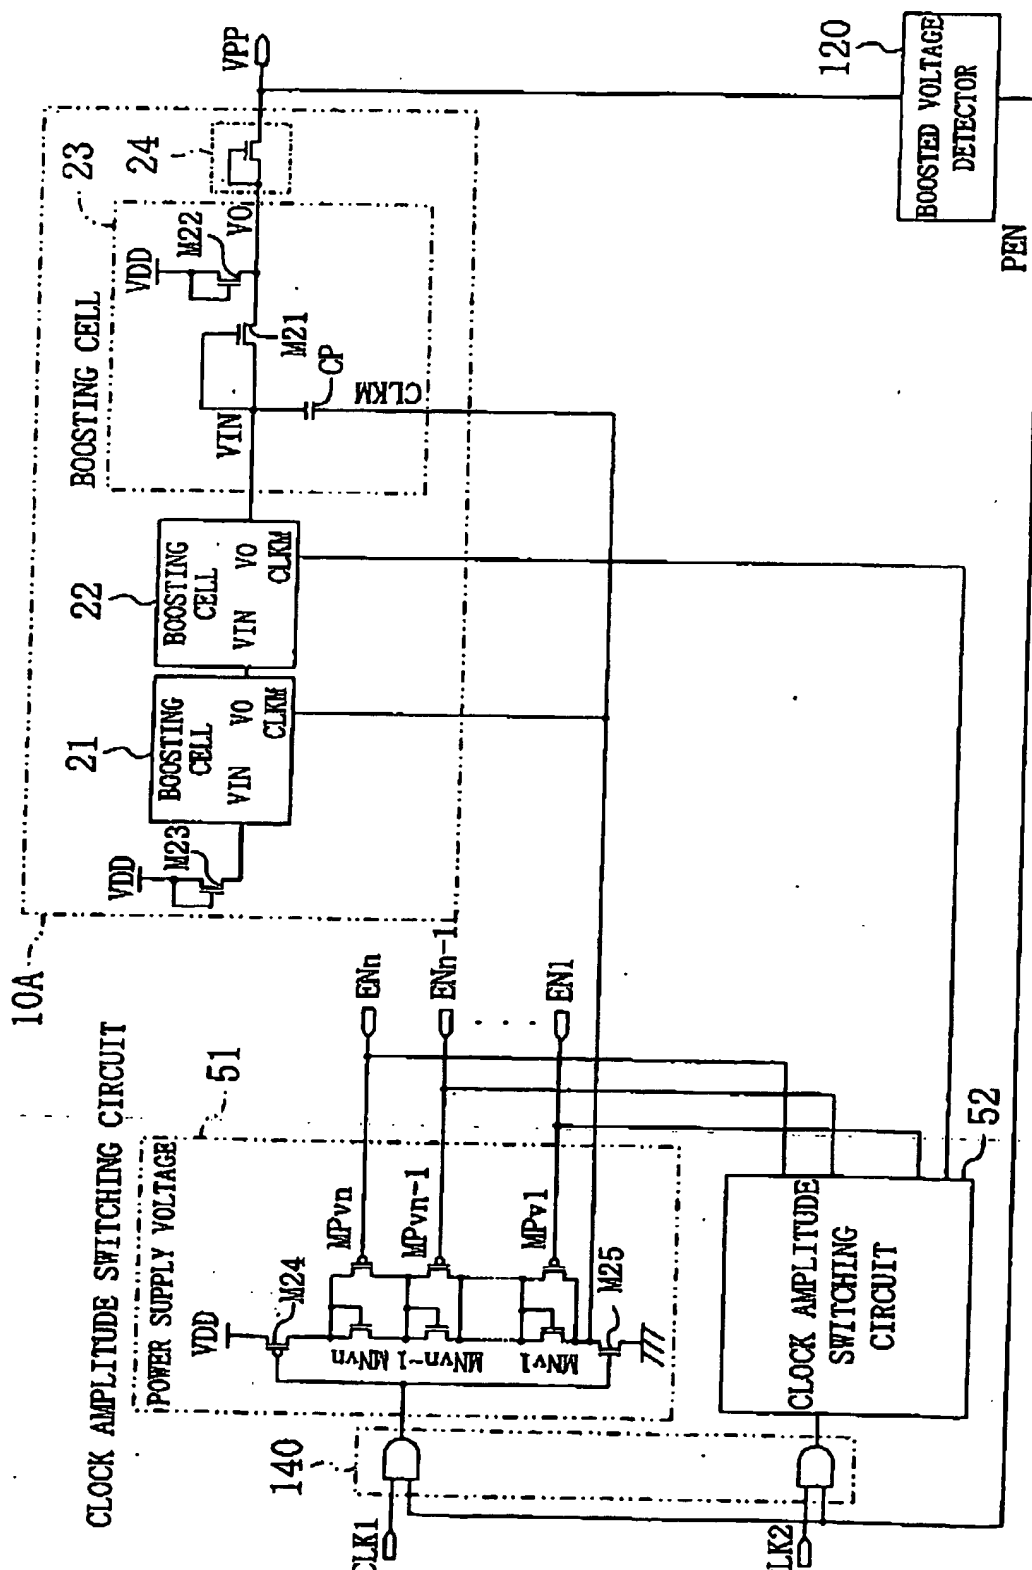 CLOCK AMPLITUDE SWITCHING CIRCUIT
51
POWER SUPPLY VOLTAGE
VDD
M24
MPvn
MPvn-1
MPv1
MNvn
MNvn-1
MNv1
M25
ENn
ENn-1
EN1
140
CLK1
LK2
CLOCK AMPLITUDE
SWITCHING
CIRCUIT
52
10A
VDD
M23
21
BOOSTING
CELL
VIN
VO
CLKM
22
BOOSTING
CELL
VIN
VO
CLKM
BOOSTING CELL
23
VIN
VDD
M22
M21
VO
CP
CLKM
24
VPP
120
BOOSTED VOLTAGE
DETECTOR
PEN